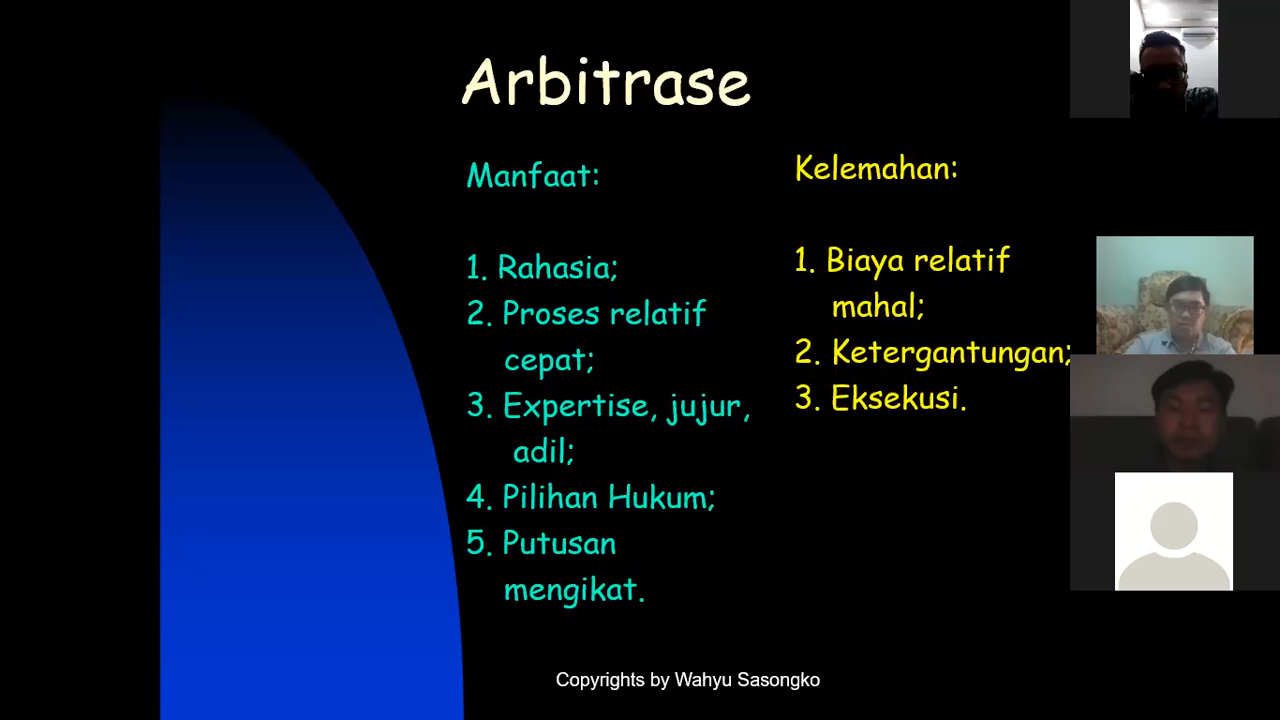 Arbitrase
Manfaat:
1. Rahasia;
2. Proses relatif
cepat;
3. Expertise, jujur,
adil;
4. Pilihan Hukum;
5. Putusan
mengikat.
Kelemahan:
1. Biaya relatif
mahal;
2. Ketergantungan;
3. Eksekusi.
Copyrights by Wahyu Sasongko